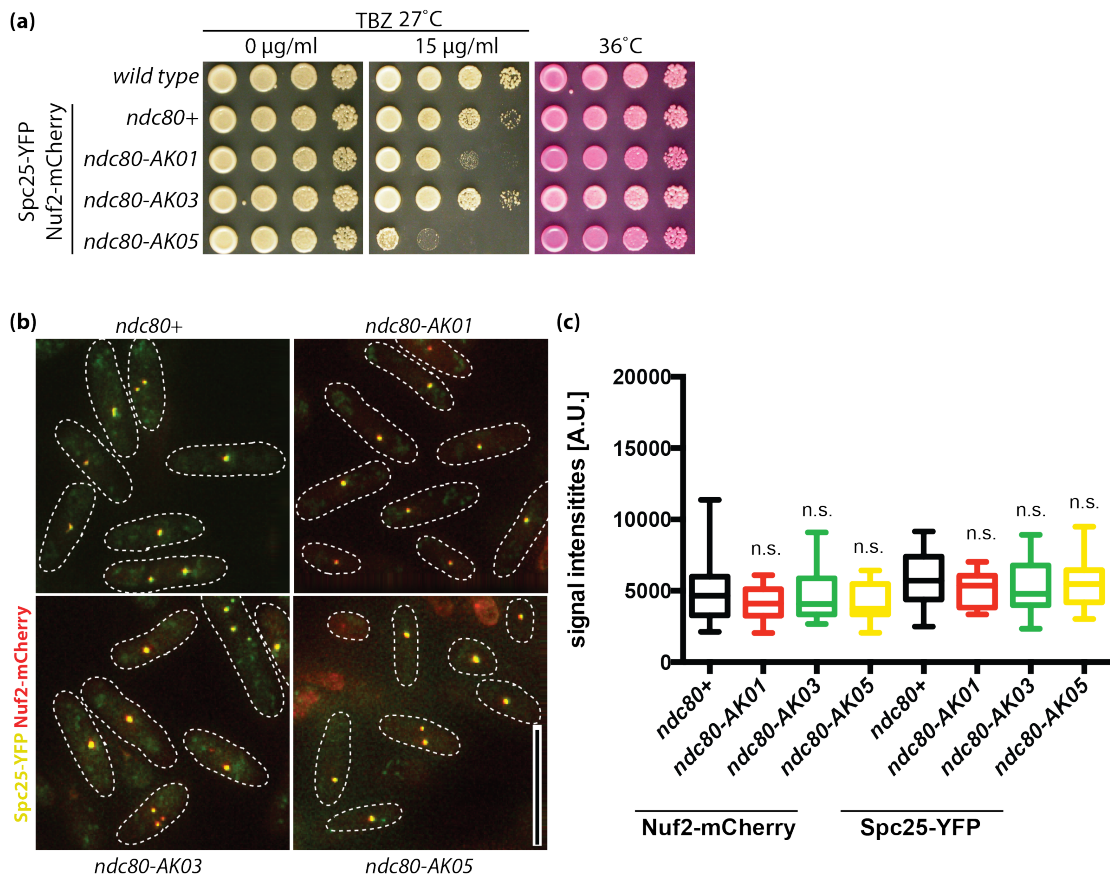 (a)
TBZ 27˚C
0 µg/ml 15 µg/ml 36˚C
wild type
ndc80+
ndc80-AK01
ndc80-AK03
ndc80-AK05
Spc25-YFP
Nuf2-mCherry
(b)
ndc80+ ndc80-AK01
Spc25-YFP Nuf2-mCherry
ndc80-AK03 ndc80-AK05
(c)
signal intensitites [A.U.]
20000
15000
10000
5000
0
n.s. n.s. n.s. n.s. n.s. n.s.
ndc80+ ndc80-AK01 ndc80-AK03 ndc80-AK05 ndc80+ ndc80-AK01 ndc80-AK03 ndc80-AK05
Nuf2-mCherry Spc25-YFP